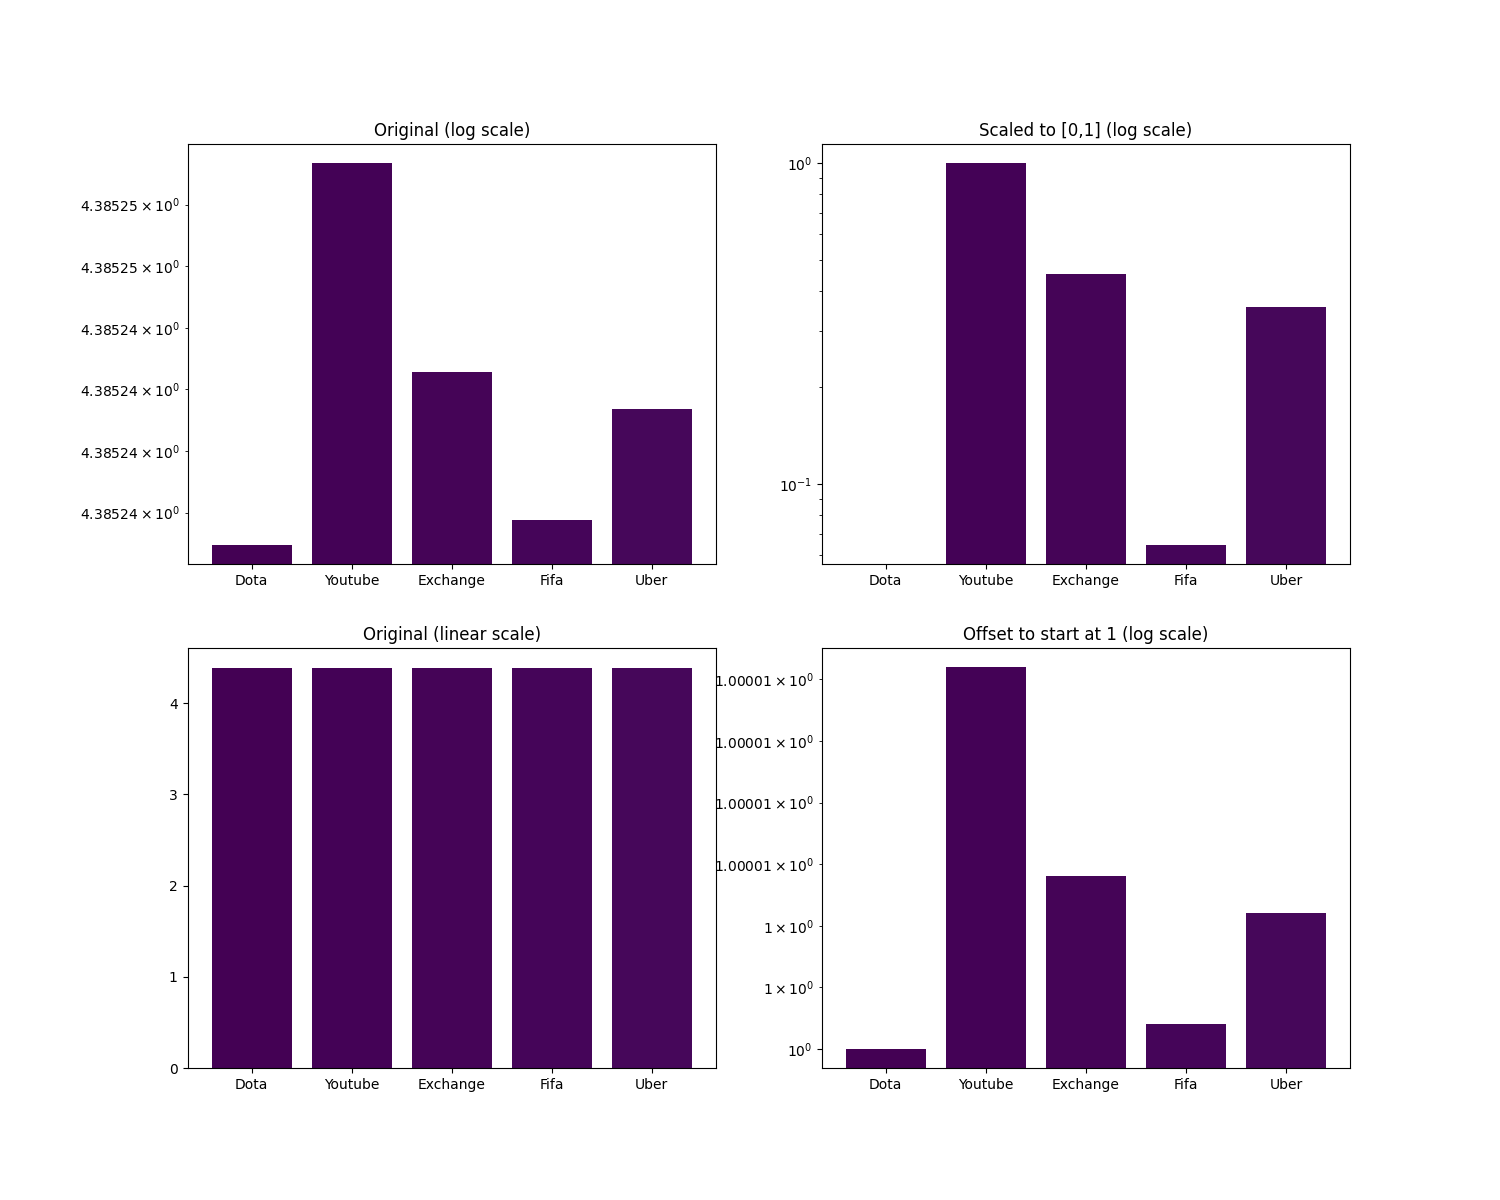 Original (log scale)
4.38525 × 10⁰
4.38525 × 10⁰
4.38524 × 10⁰
4.38524 × 10⁰
4.38524 × 10⁰
4.38524 × 10⁰
Dota Youtube Exchange Fifa Uber
Scaled to [0,1] (log scale)
10⁰
10⁻¹
Dota Youtube Exchange Fifa Uber
Original (linear scale)
4
3
2
1
0
Dota Youtube Exchange Fifa Uber
Offset to start at 1 (log scale)
1.00001 × 10⁰
1.00001 × 10⁰
1.00001 × 10⁰
1.00001 × 10⁰
1 × 10⁰
1 × 10⁰
10⁰
Dota Youtube Exchange Fifa Uber